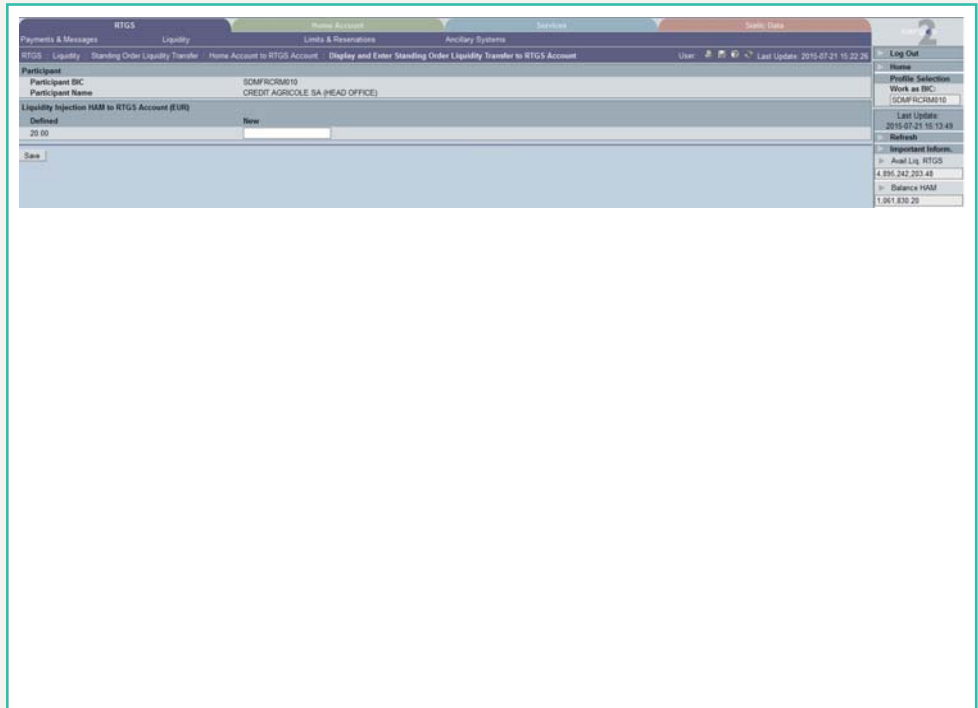 RTGS Home Account Services Static Data
Payments & Messages Liquidity Limits & Reservations Ancillary Systems
RTGS Liquidity Standing Order Liquidity Transfer Home Account to RTGS Account Display and Enter Standing Order Liquidity Transfer to RTGS Account User: Last Update: 2015-07-21 15:22:26
Participant
Participant BIC SDMFRCRM010
Participant Name CREDIT AGRICOLE SA (HEAD OFFICE)
Liquidity Injection HAM to RTGS Account (EUR)
Defined New
20.00
Save
2
Log Out
Home
Profile Selection
Work as BIC:
SDMFRCRM010
Last Update:
2015-07-21 15:13:49
Refresh
Important Inform.
Avail.Liq. RTGS
4,895,242,203.48
Balance HAM
1,061,830.20